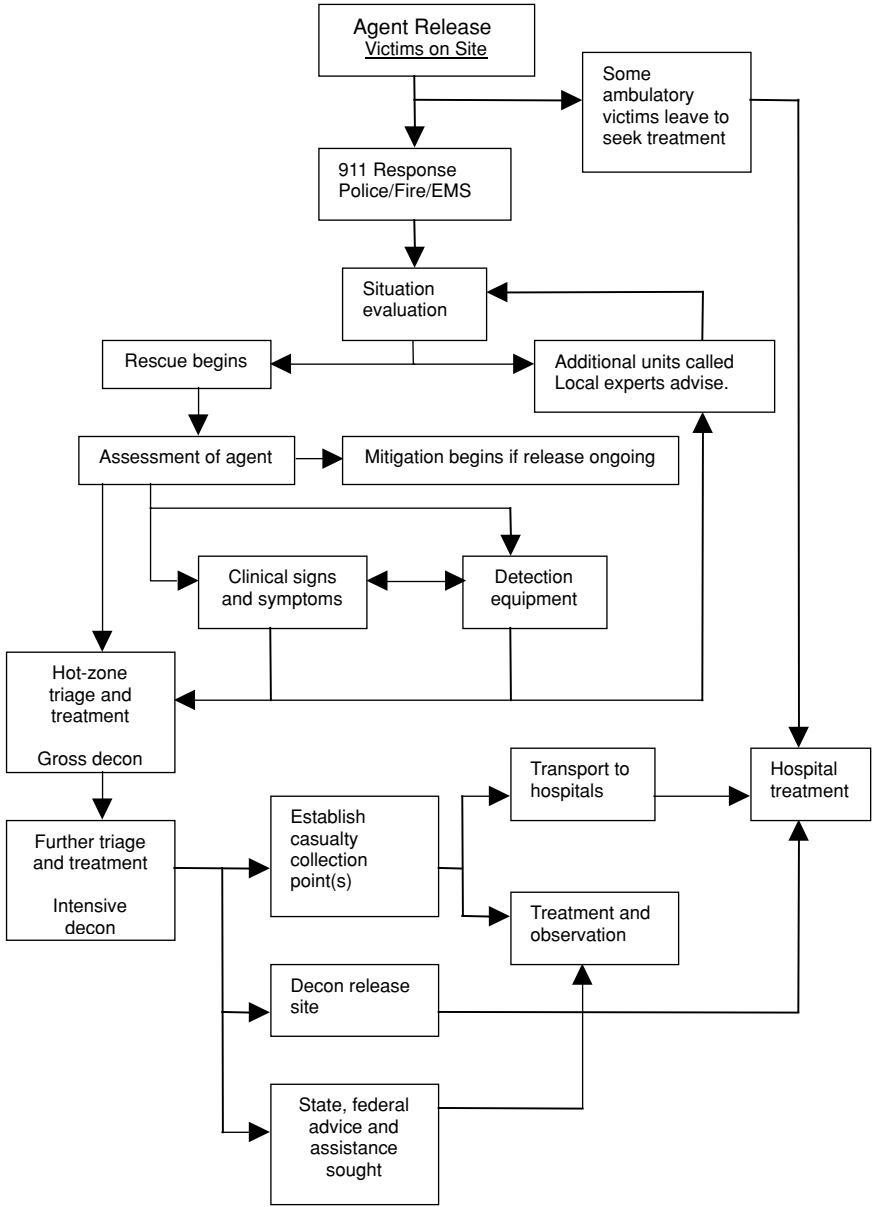 Agent Release
Victims on Site
Some
ambulatory
victims leave to
seek treatment
911 Response
Police/Fire/EMS
Situation
evaluation
Rescue begins
Additional units called
Local experts advise.
Assessment of agent
Mitigation begins if release ongoing
Clinical signs
and symptoms
Detection
equipment
Hot-zone
triage and
treatment
Gross decon
Transport to
hospitals
Hospital
treatment
Establish
casualty
collection
point(s)
Further triage
and treatment
Intensive
decon
Treatment and
observation
Decon release
site
State, federal
advice and
assistance
sought